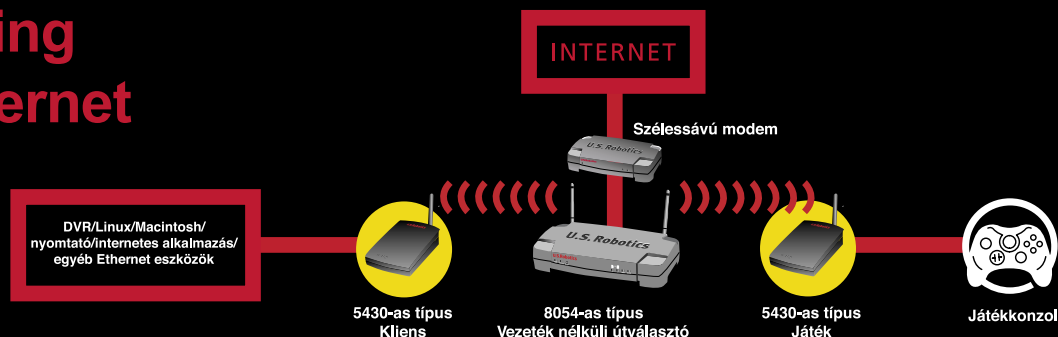 ing
ernet
INTERNET
Szélessávú modem
U.S. Robotics
DVR/Linux/Macintosh/
nyomtató/internetes alkalmazás/
egyéb Ethernet eszközök
U.S. Robotics
5430-as típus
Kliens
8054-as típus
Vezeték nélküli útválasztó
5430-as típus
Játék
Játékkonzol